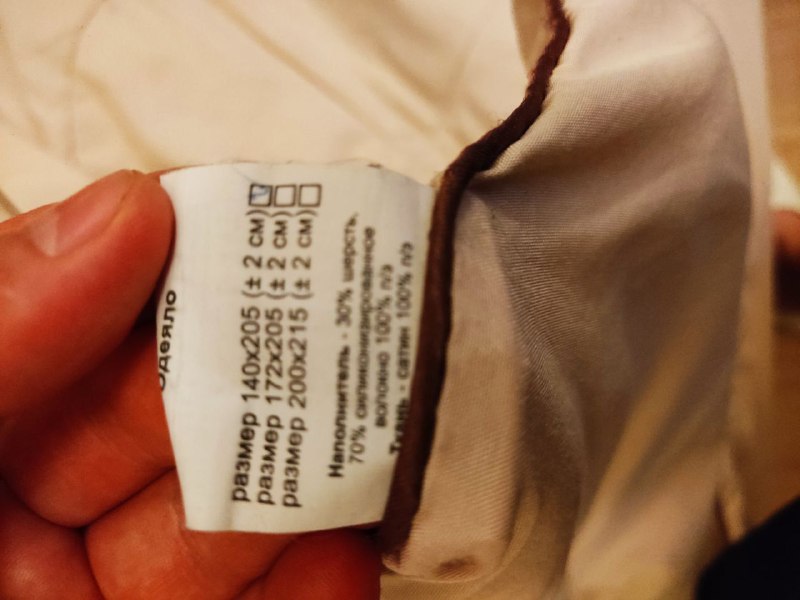 Одеяло
размер 140х205 (± 2 см) ☑
размер 172х205 (± 2 см) ☐
размер 200х215 (± 2 см) ☐
Наполнитель - 30% шерсть,
70% силиконизированное
волокно 100% п/э
Ткань - сатин 100% п/э